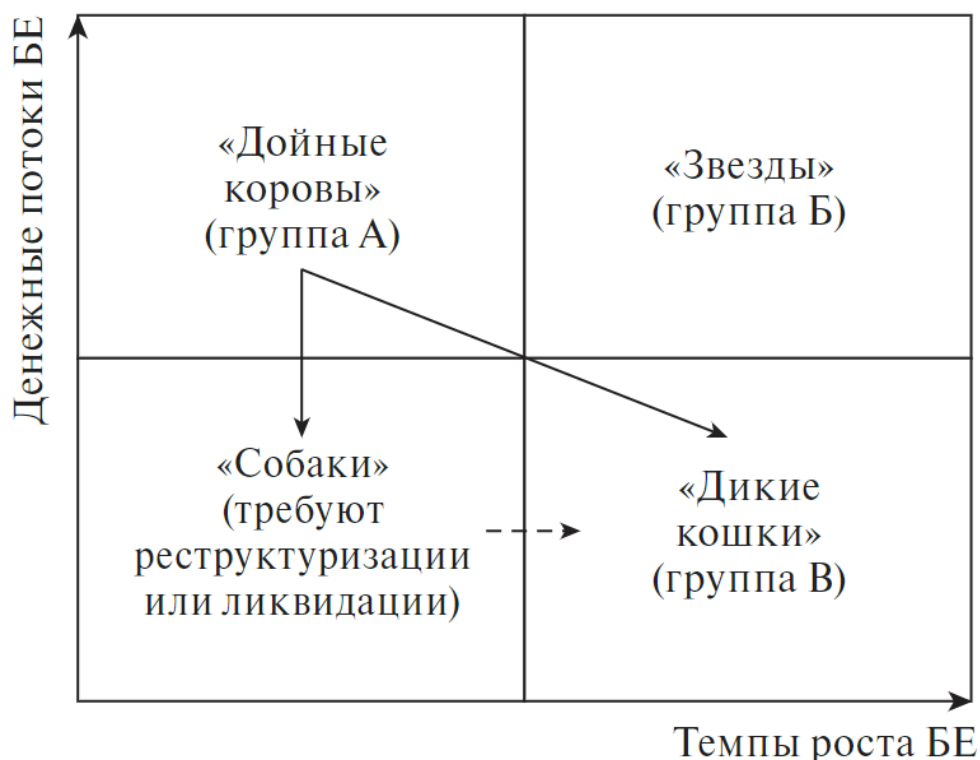 Денежные потоки БЕ
«Дойные
коровы»
(группа А)
«Звезды»
(группа Б)
«Собаки»
(требуют
реструктуризации
или ликвидации)
«Дикие
кошки»
(группа В)
Темпы роста БЕ